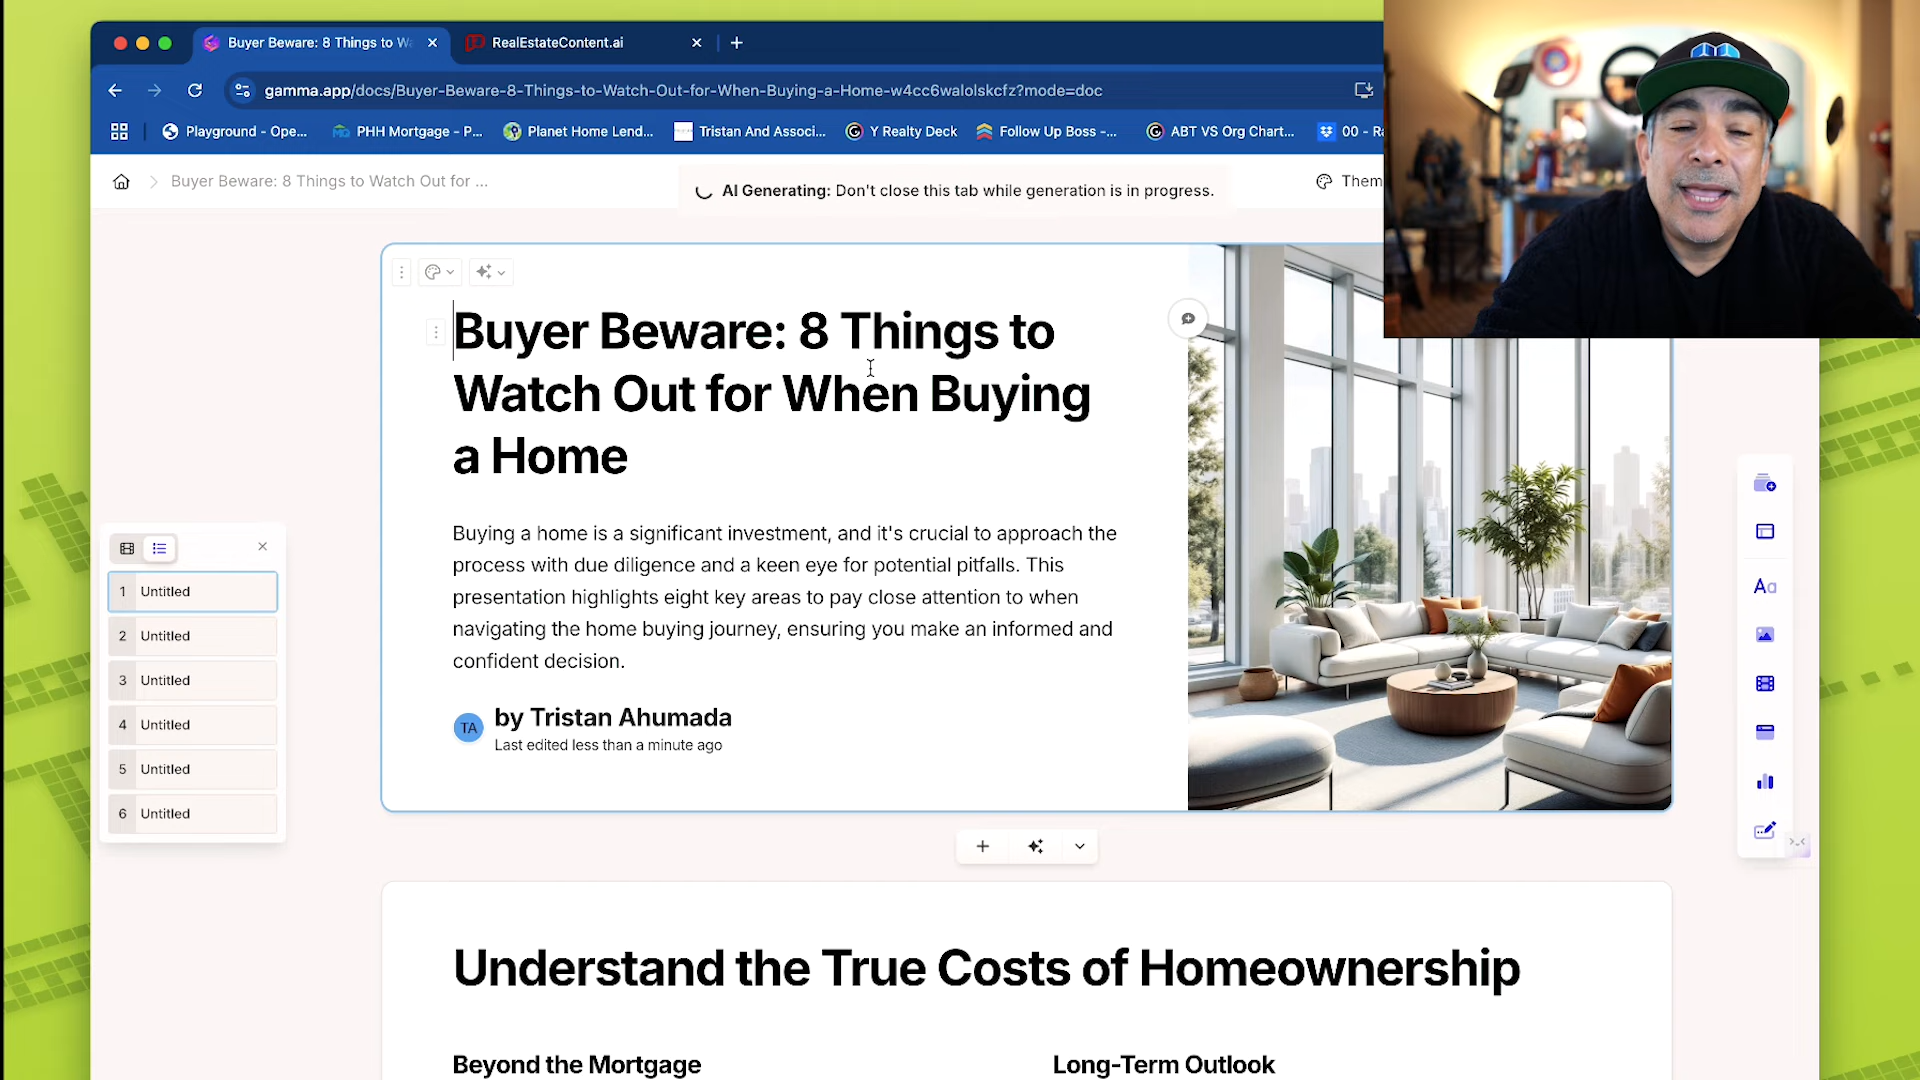 Buyer Beware: 8 Things to Wa
RealEstateContent.ai
gamma.app/docs/Buyer-Beware-8-Things-to-Watch-Out-for-When-Buying-a-Home-w4cc6walolskcfz?mode=doc
Playground - Ope...
PHH Mortgage - P...
Planet Home Lend...
Tristan And Associ...
Y Realty Deck
Follow Up Boss -...
ABT VS Org Chart...
00 - Ra
Buyer Beware: 8 Things to Watch Out for ...
AI Generating: Don't close this tab while generation is in progress.
Them
Buyer Beware: 8 Things to
Watch Out for When Buying
a Home
Buying a home is a significant investment, and it's crucial to approach the
process with due diligence and a keen eye for potential pitfalls. This
presentation highlights eight key areas to pay close attention to when
navigating the home buying journey, ensuring you make an informed and
confident decision.
TA
by Tristan Ahumada
Last edited less than a minute ago
1 Untitled
2 Untitled
3 Untitled
4 Untitled
5 Untitled
6 Untitled
Aa
Understand the True Costs of Homeownership
Beyond the Mortgage
Long-Term Outlook